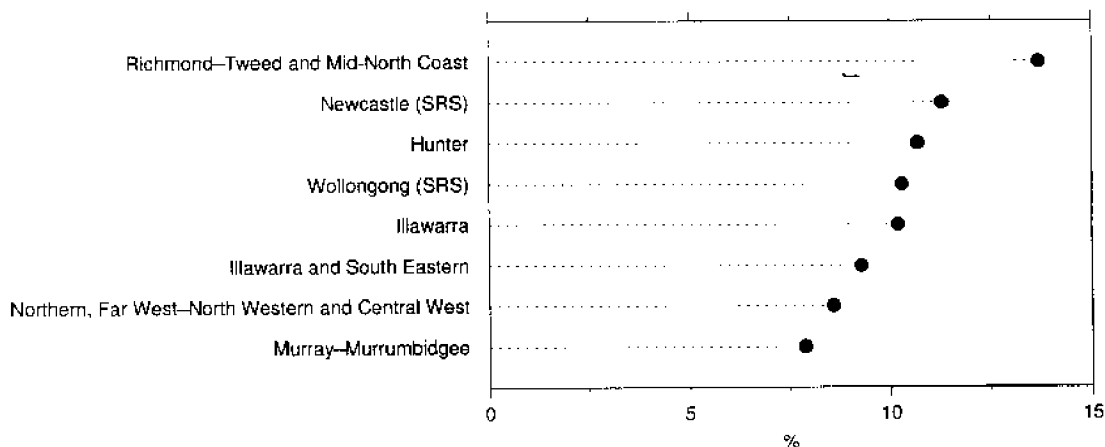 Richmond–Tweed and Mid-North Coast
Newcastle (SRS)
Hunter
Wollongong (SRS)
Illawarra
Illawarra and South Eastern
Northern, Far West–North Western and Central West
Murray–Murrumbidgee
0 5 10 15
%